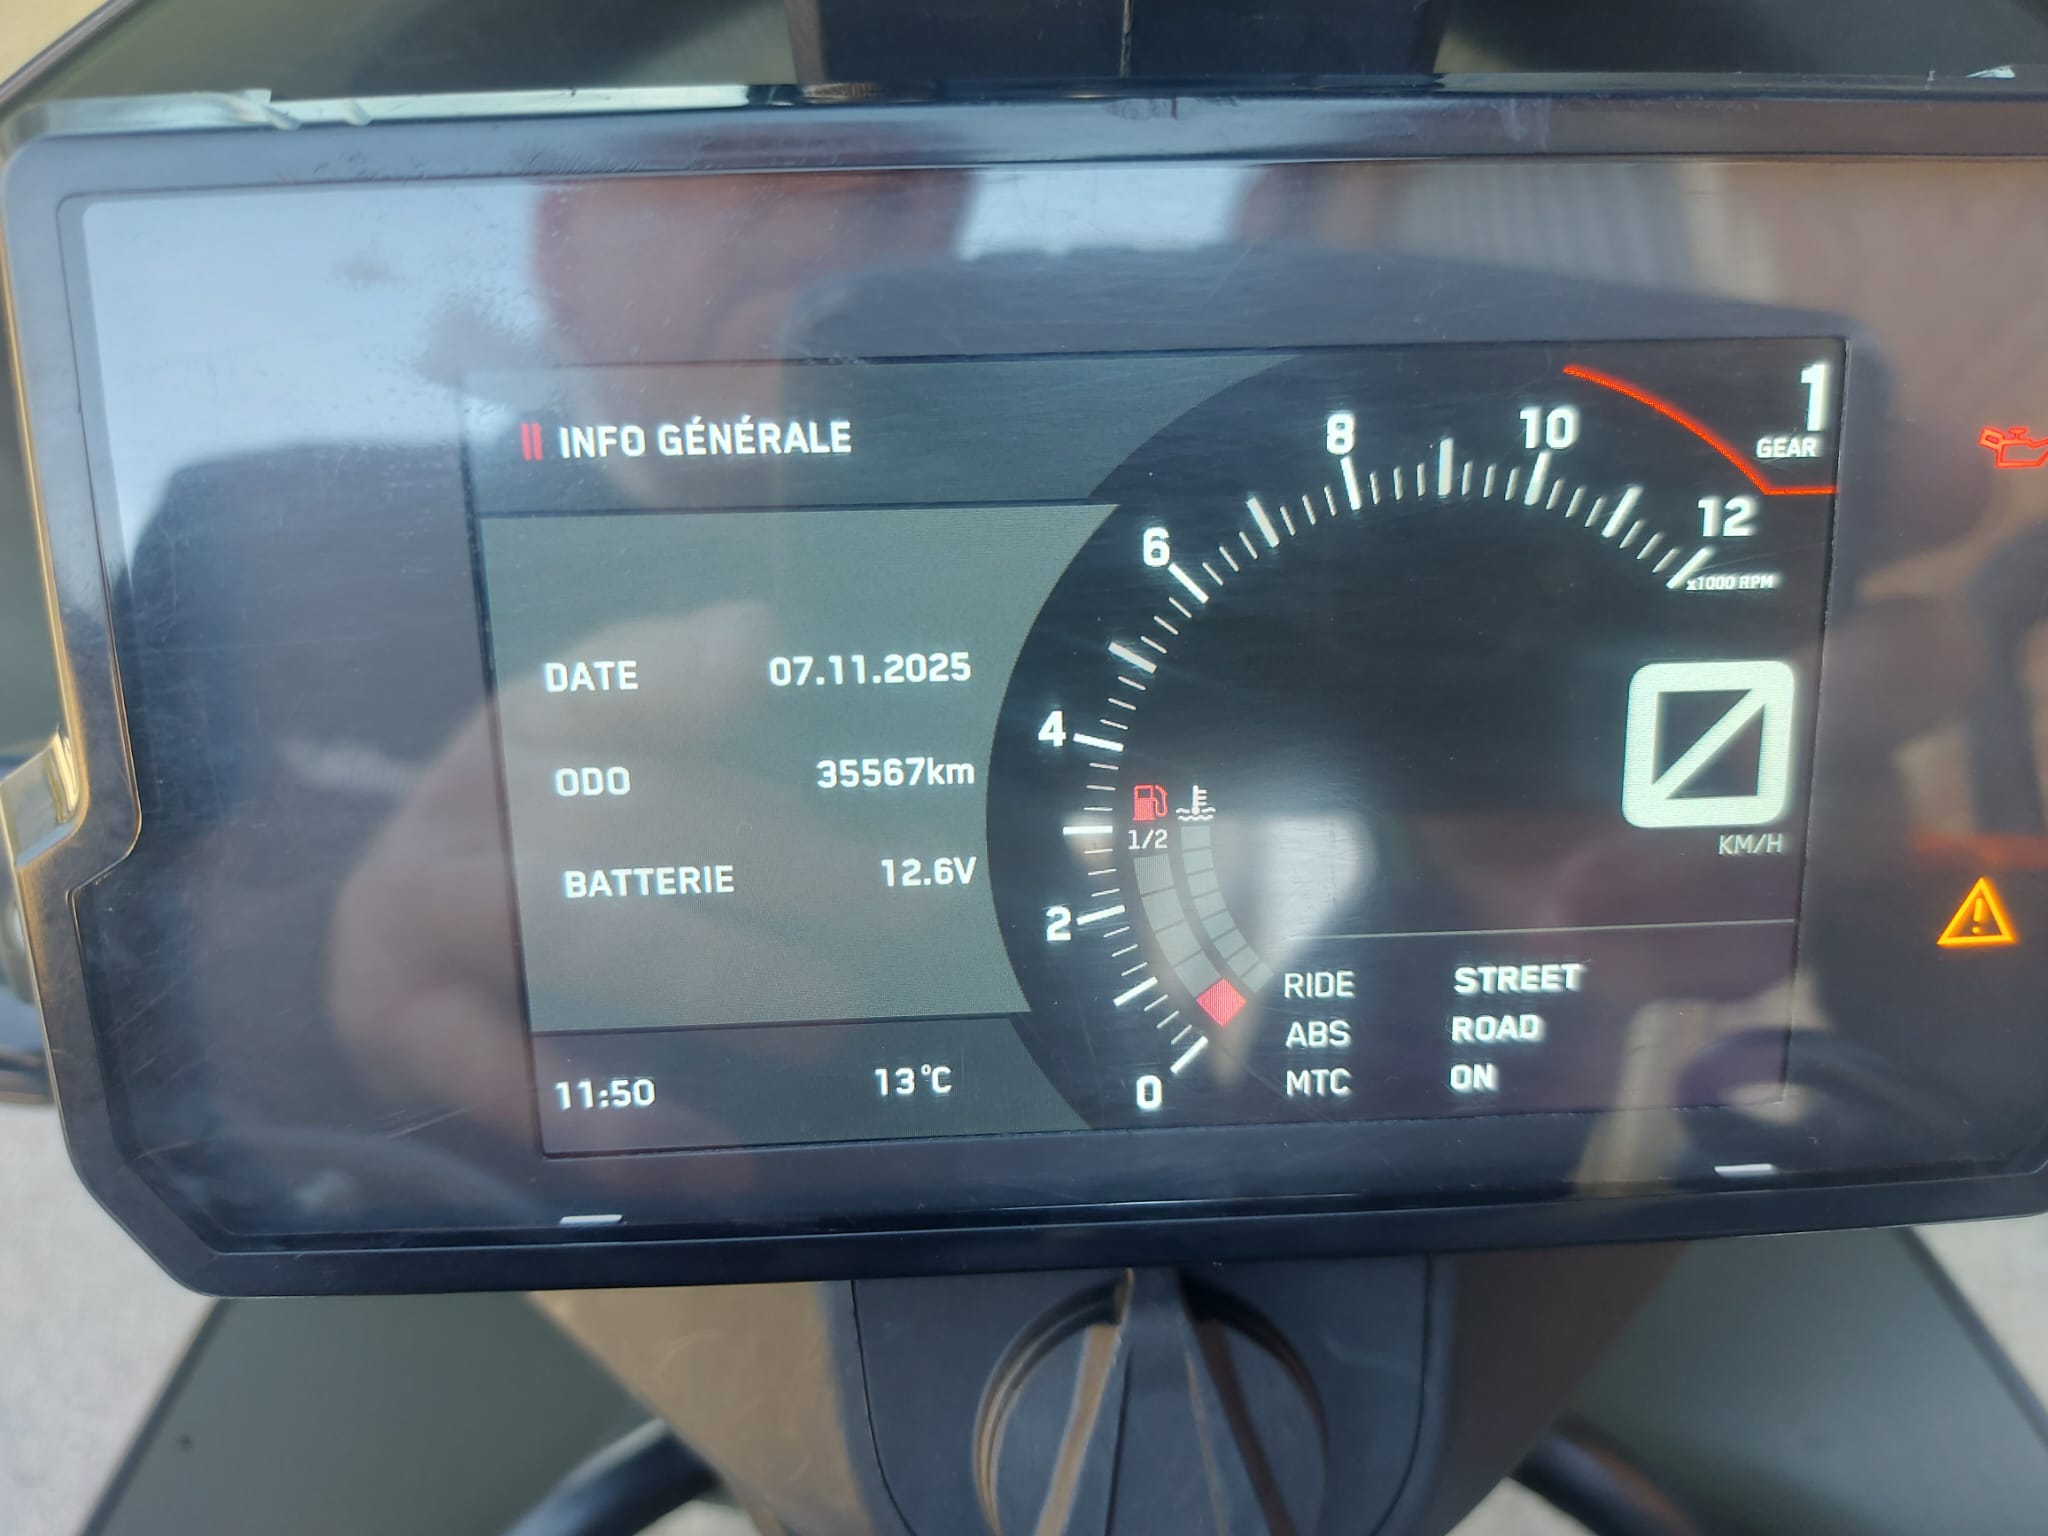 INFO GÉNÉRALE
DATE 07.11.2025
ODO 35567km
BATTERIE 12.6V
11:50 13°C
0
2
4
6
8
10
12
x1000 RPM
1
GEAR
1/2
0
KM/H
RIDE STREET
ABS ROAD
MTC ON